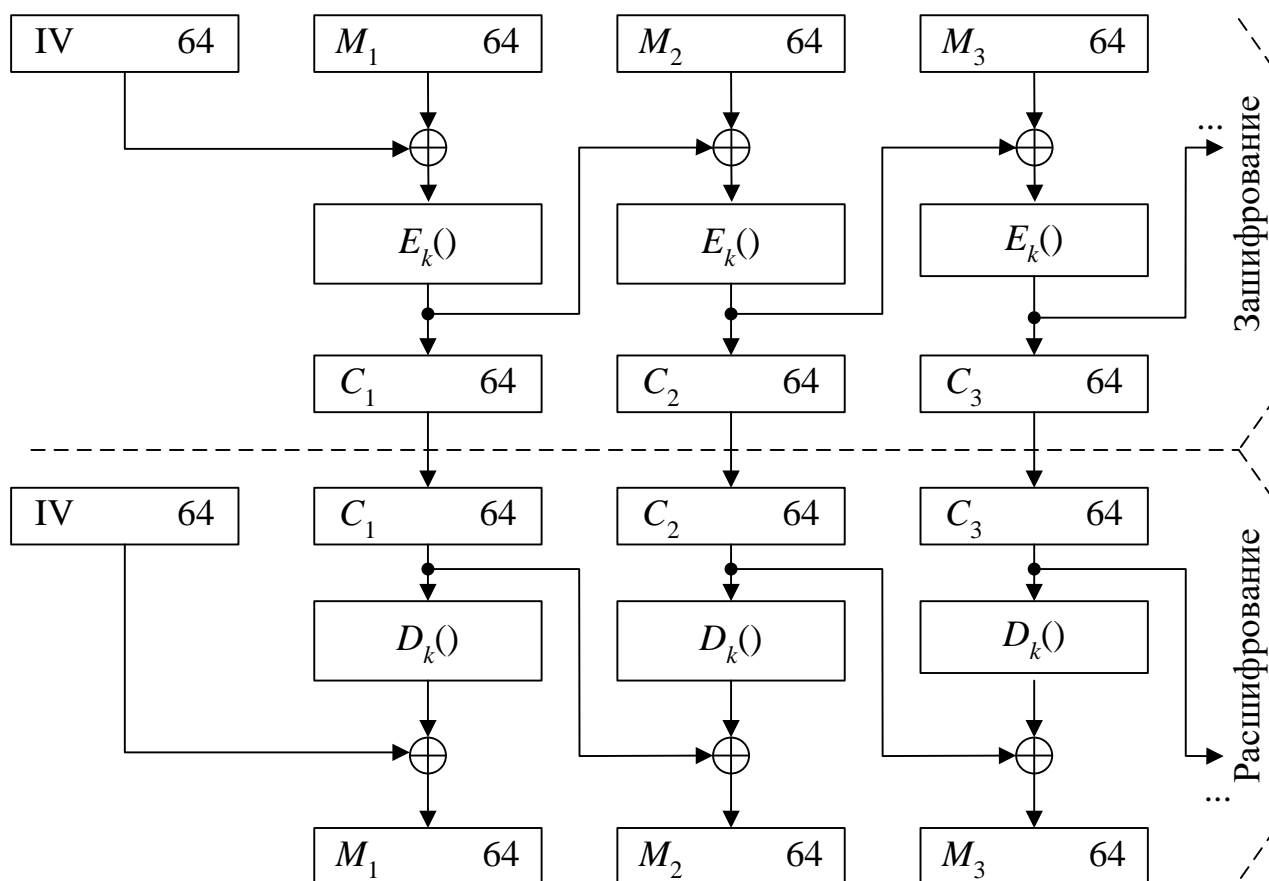 IV 64 M1 64 M2 64 M3 64
...
Ek() Ek() Ek()
Зашифрование
C1 64 C2 64 C3 64
IV 64 C1 64 C2 64 C3 64
Dk() Dk() Dk()
Расшифрование
...
M1 64 M2 64 M3 64